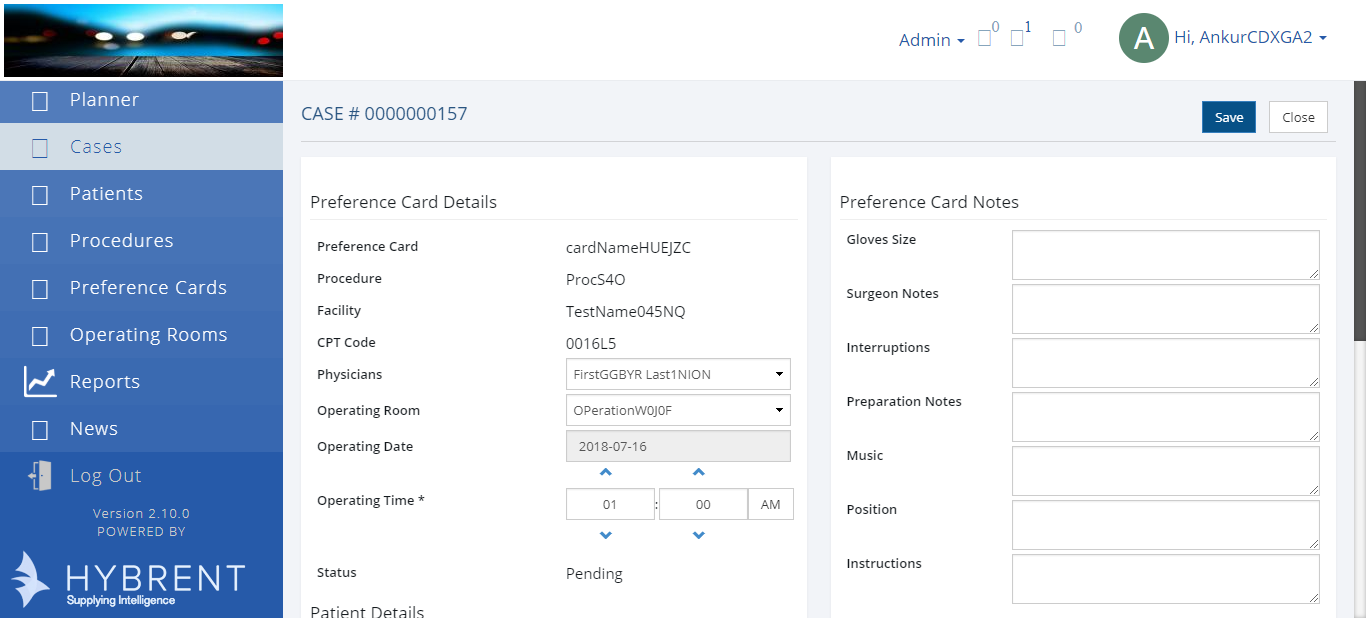 Admin
0
1
0
A
Hi, AnkurCDXGA2
Planner
Cases
Patients
Procedures
Preference Cards
Operating Rooms
Reports
News
Log Out
Version 2.10.0
POWERED BY
HYBRENT
Supplying Intelligence
CASE # 0000000157
Save
Close
Preference Card Details
Preference Card cardNameHUEJZC
Procedure ProcS4O
Facility TestName045NQ
CPT Code 0016L5
Physicians FirstGGBYR Last1NION
Operating Room OPerationW0J0F
Operating Date 2018-07-16
Operating Time * 01 : 00 AM
Status Pending
Patient Details
Preference Card Notes
Gloves Size
Surgeon Notes
Interruptions
Preparation Notes
Music
Position
Instructions